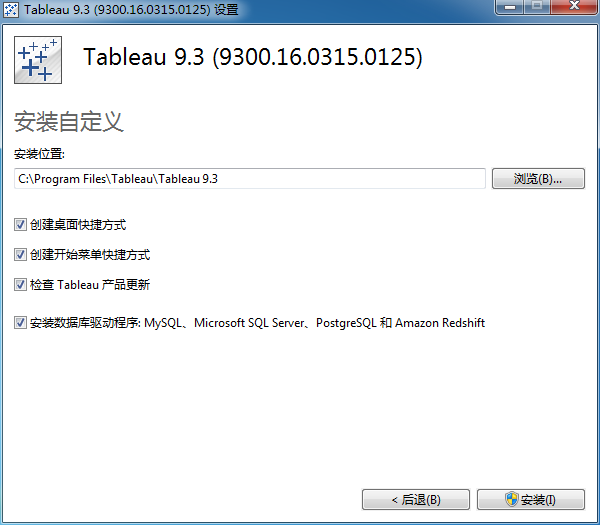 Tableau 9.3 (9300.16.0315.0125) 设置
Tableau 9.3 (9300.16.0315.0125)
安装自定义
安装位置:
C:\Program Files\Tableau\Tableau 9.3
浏览(B)...
创建桌面快捷方式
创建开始菜单快捷方式
检查 Tableau 产品更新
安装数据库驱动程序: MySQL、Microsoft SQL Server、PostgreSQL 和 Amazon Redshift
< 后退(B)
安装(I)